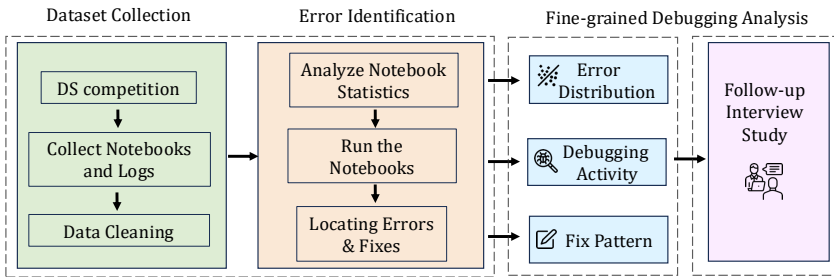 Dataset Collection
Error Identification
Fine-grained Debugging Analysis
DS competition
Collect Notebooks
and Logs
Data Cleaning
Analyze Notebook
Statistics
Run the
Notebooks
Locating Errors
& Fixes
Error
Distribution
Debugging
Activity
Fix Pattern
Follow-up
Interview
Study